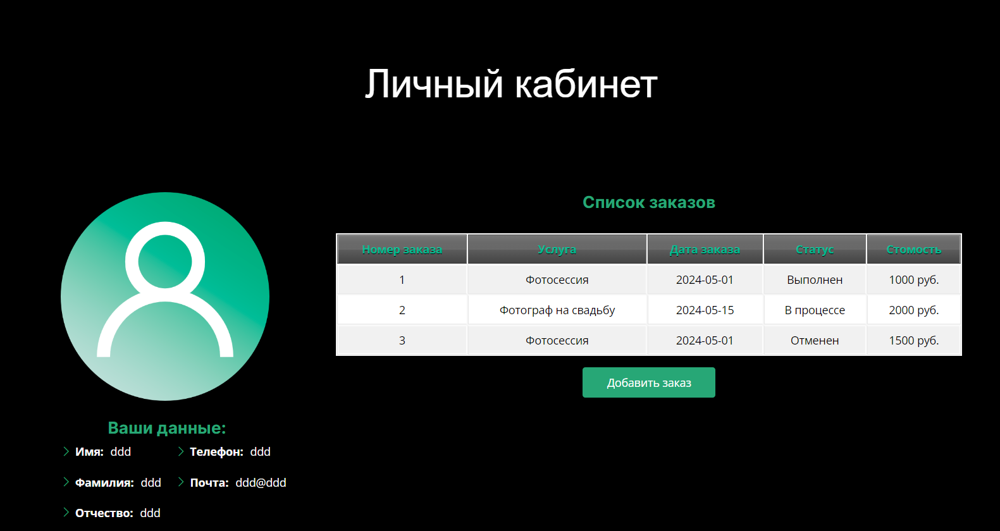 Личный кабинет
Список заказов
Номер заказа Услуга Дата заказа Статус Стомость
1 Фотосессия 2024-05-01 Выполнен 1000 руб.
2 Фотограф на свадьбу 2024-05-15 В процессе 2000 руб.
3 Фотосессия 2024-05-01 Отменен 1500 руб.
Добавить заказ
Ваши данные:
Имя: ddd Телефон: ddd
Фамилия: ddd Почта: ddd@ddd
Отчество: ddd